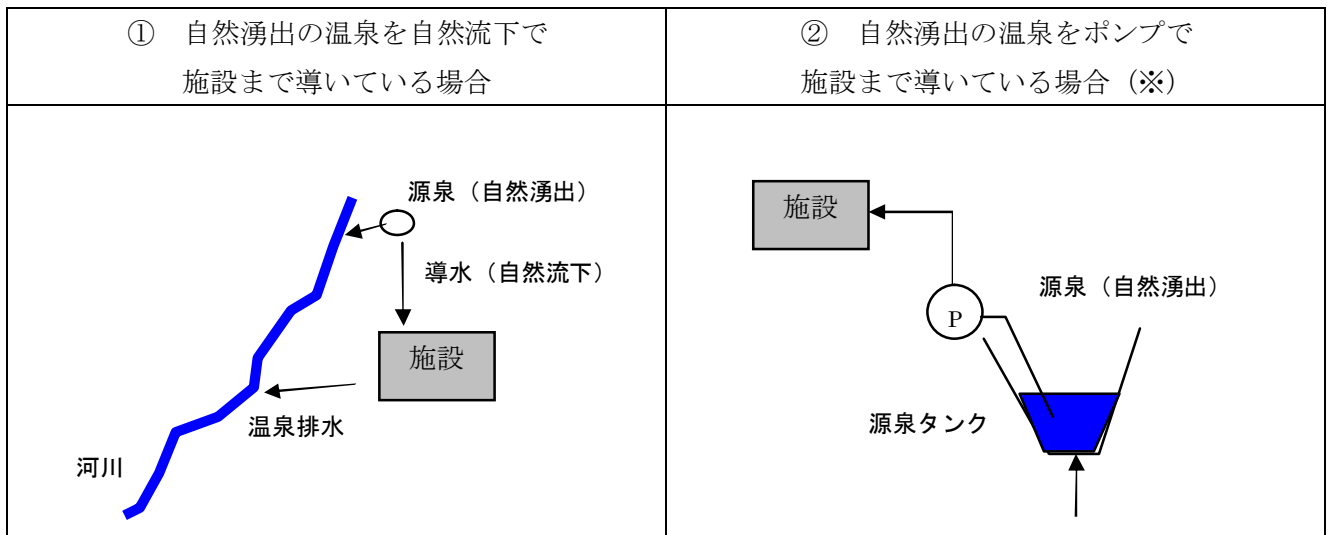 ① 自然湧出の温泉を自然流下で
施設まで導いている場合
② 自然湧出の温泉をポンプで
施設まで導いている場合（※）
源泉（自然湧出）
導水（自然流下）
施設
温泉排水
河川
施設
源泉（自然湧出）
P
源泉タンク